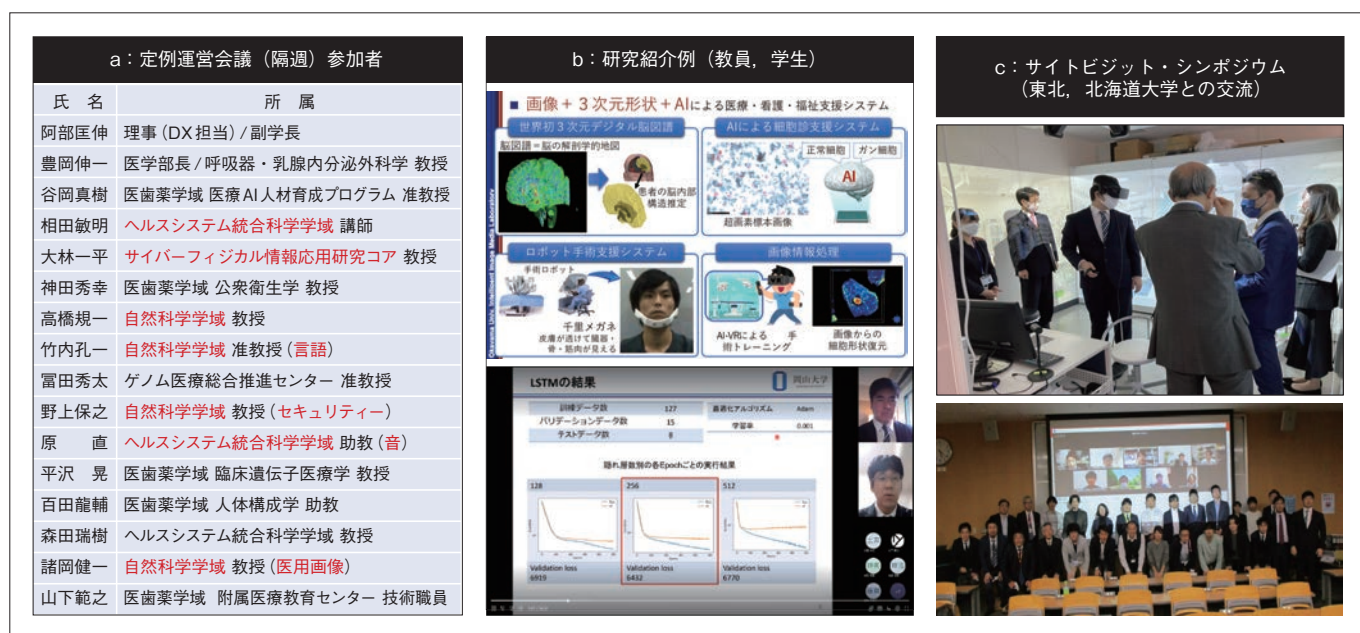 a：定例運営会議（隔週）参加者
氏　名　所　属
阿部匡伸　理事（DX担当）/副学長
豊岡伸一　医学部長/呼吸器・乳腺内分泌外科学 教授
谷岡真樹　医歯薬学域 医療AI人材育成プログラム 准教授
相田敏明　ヘルスシステム統合科学学域 講師
大林一平　サイバーフィジカル情報応用研究コア 教授
神田秀幸　医歯薬学域 公衆衛生学 教授
高橋規一　自然科学学域 教授
竹内孔一　自然科学学域 准教授（言語）
冨田秀太　ゲノム医療総合推進センター 准教授
野上保之　自然科学学域 教授（セキュリティー）
原　直　ヘルスシステム統合科学学域 助教（音）
平沢　晃　医歯薬学域 臨床遺伝子医療学 教授
百田龍輔　医歯薬学域 人体構成学 助教
森田瑞樹　ヘルスシステム統合科学学域 教授
諸岡健一　自然科学学域 教授（医用画像）
山下範之　医歯薬学域 附属医療教育センター 技術職員
b：研究紹介例（教員，学生）
■ 画像＋３次元形状＋AIによる医療・看護・福祉支援システム
世界初３次元デジタル脳図譜
脳図譜＝脳の解剖学的地図
患者の脳内部
構造推定
AIによる細胞診支援システム
正常細胞　ガン細胞
AI
超画素標本画像
ロボット手術支援システム
手術ロボット
千里メガネ
皮膚が透けて臓器・
骨・筋肉が見える
画像情報処理
AI-VRによる　手
術トレーニング
画像からの
細胞形状復元
Okayama Univ. Intelligent Image Media Laboratory
LSTMの結果
岡山大学
訓練データ数　127
バリデーションデータ数　15
テストデータ数　8
最適化アルゴリズム　Adam
学習率　0.001
隠れ層数別の各Epochごとの実行結果
128　256　512
Validation loss　Validation loss　Validation loss
6919　6432　6770
c：サイトビジット・シンポジウム
（東北，北海道大学との交流）